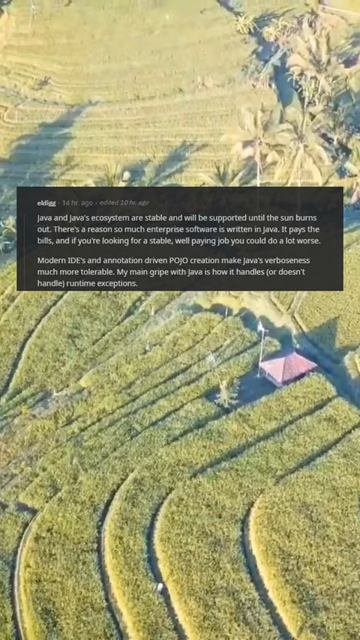 eldigg · 14 hr. ago · edited 10 hr. ago
Java and Java's ecosystem are stable and will be supported until the sun burns
out. There's a reason so much enterprise software is written in Java. It pays the
bills, and if you're looking for a stable, well paying job you could do a lot worse.
Modern IDE's and annotation driven POJO creation make Java's verboseness
much more tolerable. My main gripe with Java is how it handles (or doesn't
handle) runtime exceptions.